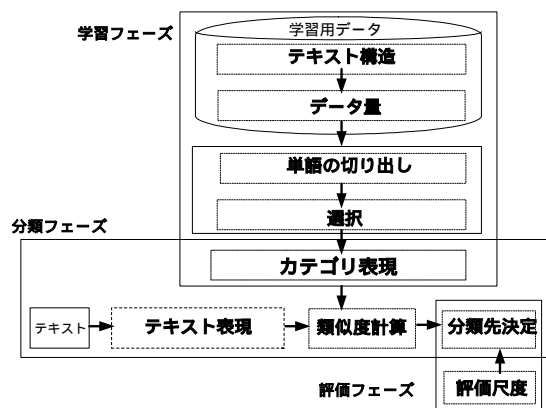 学習フェーズ
学習用データ
テキスト構造
データ量
単語の切り出し
選択
分類フェーズ
カテゴリ表現
テキスト
テキスト表現
類似度計算
分類先決定
評価フェーズ
評価尺度